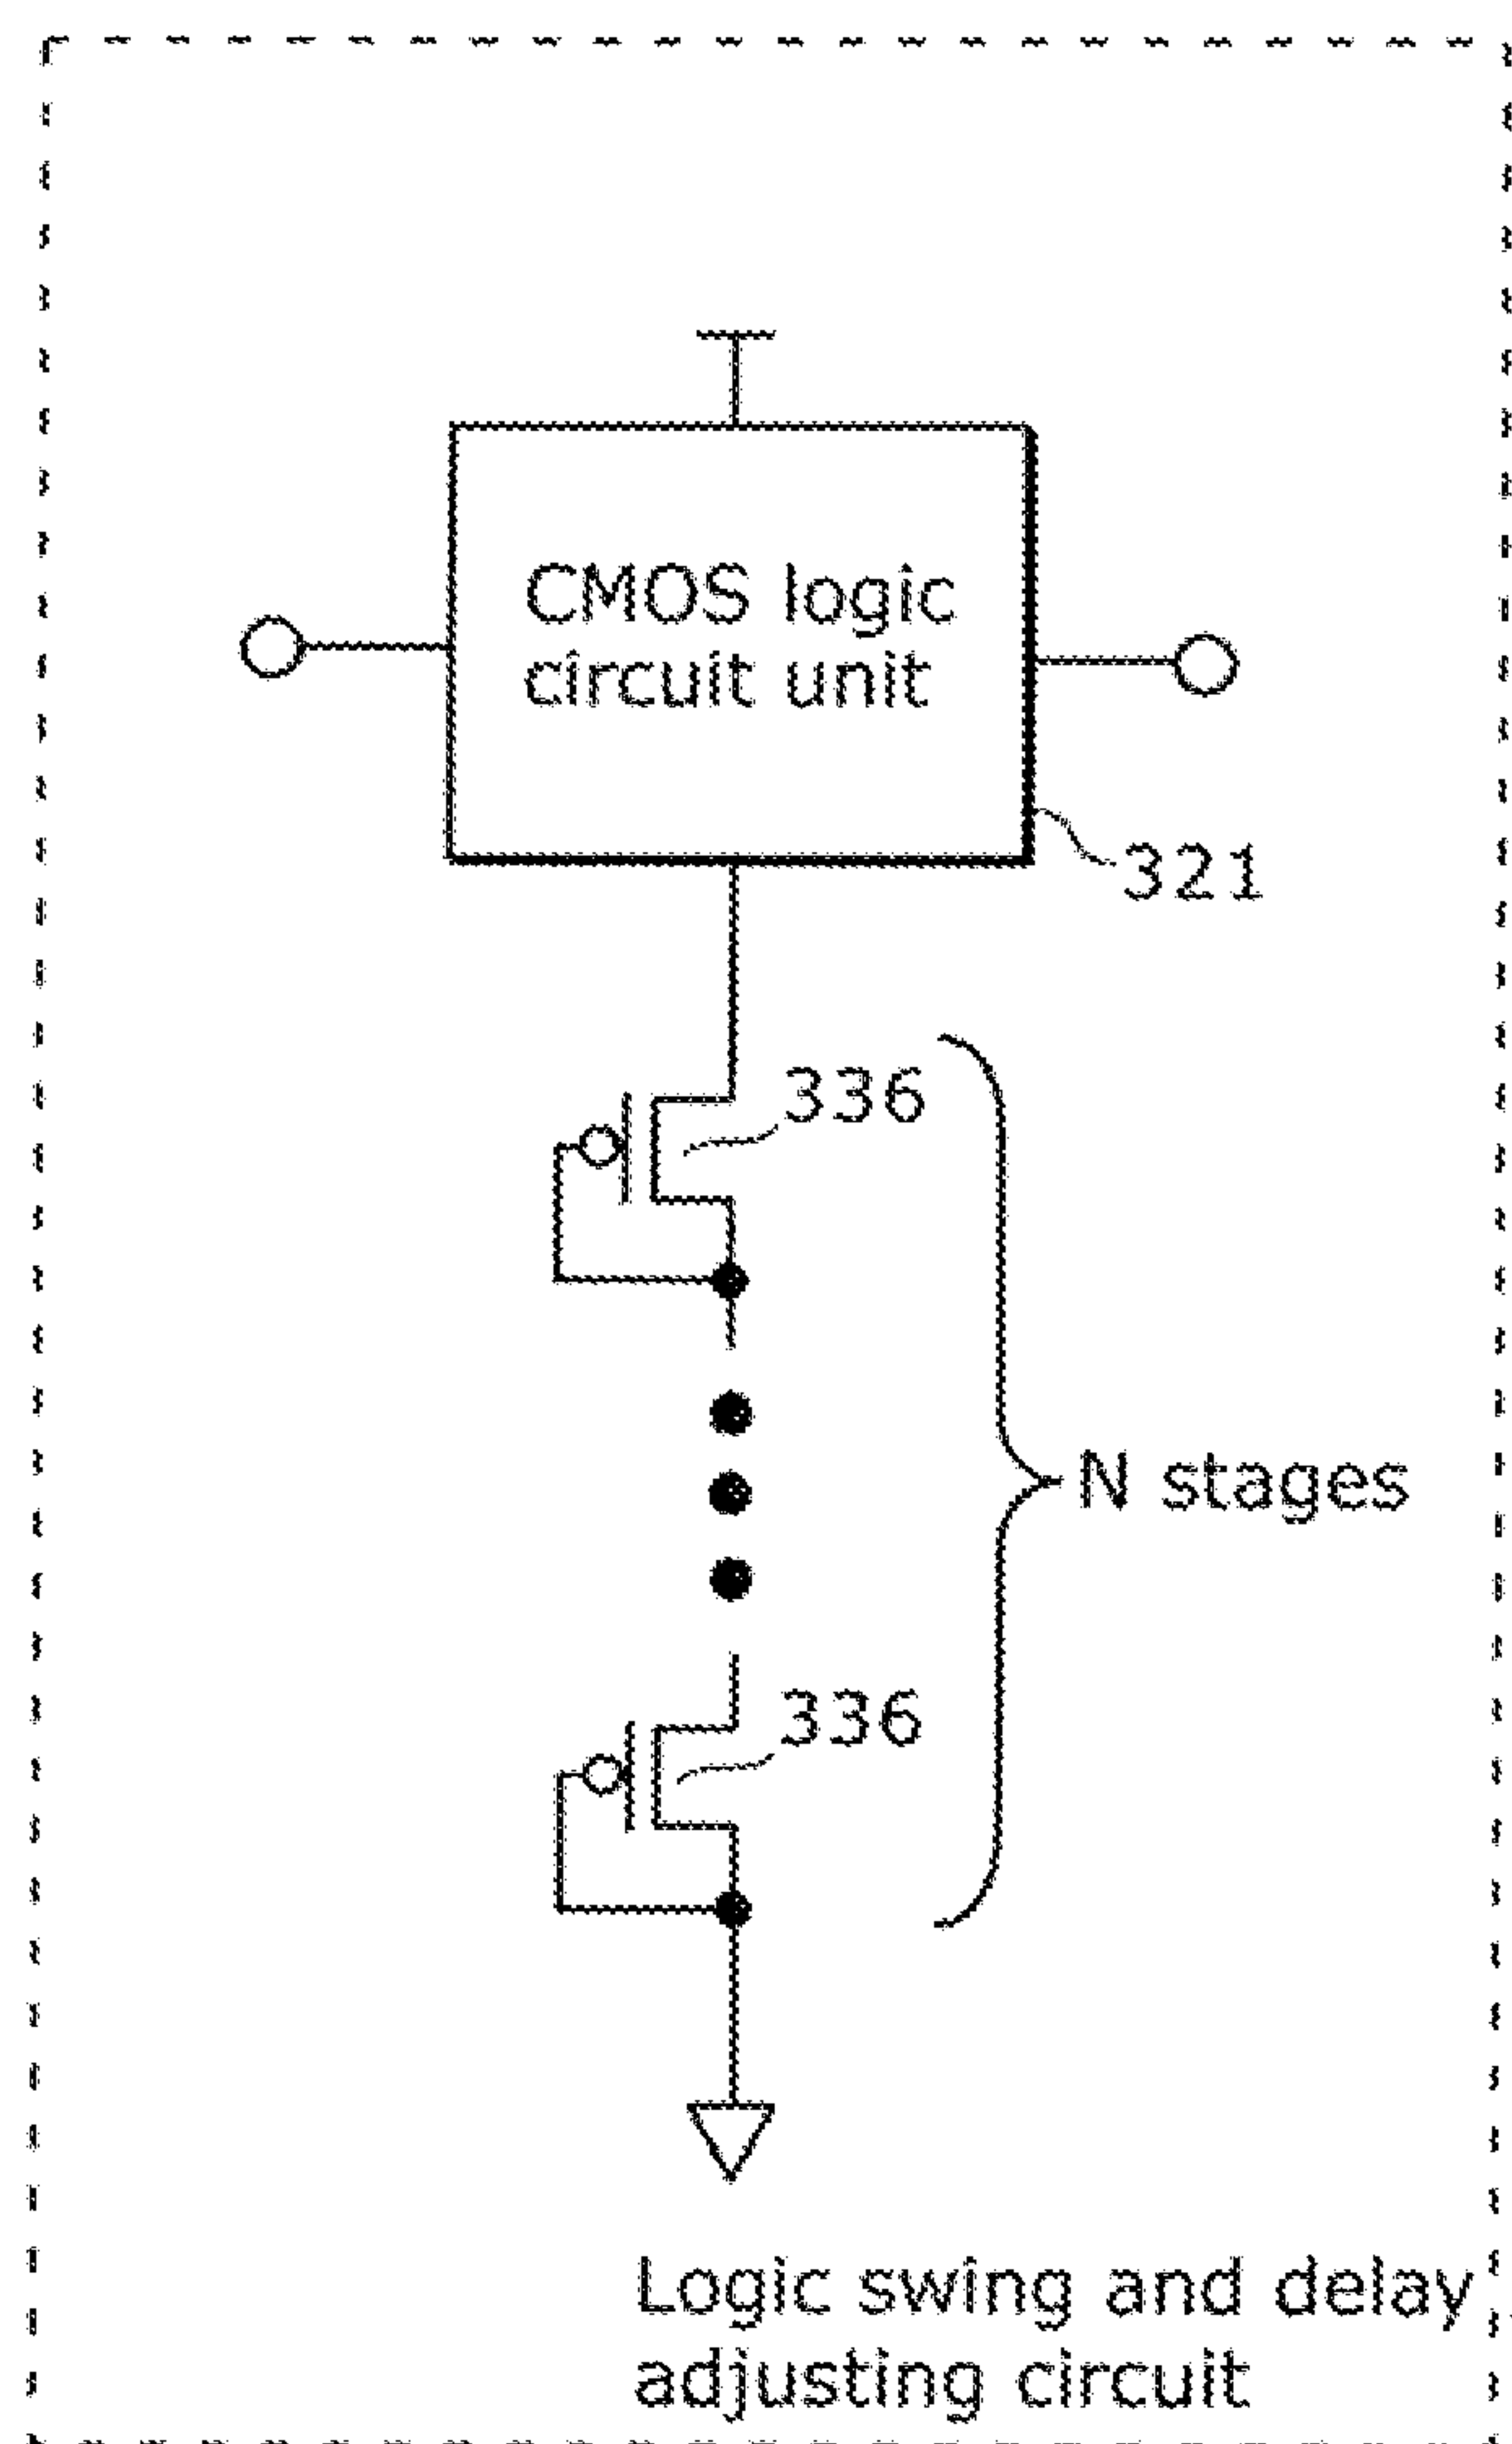 CMOS logic
circuit unit
321
336
N stages
336
Logic swing and delay
adjusting circuit